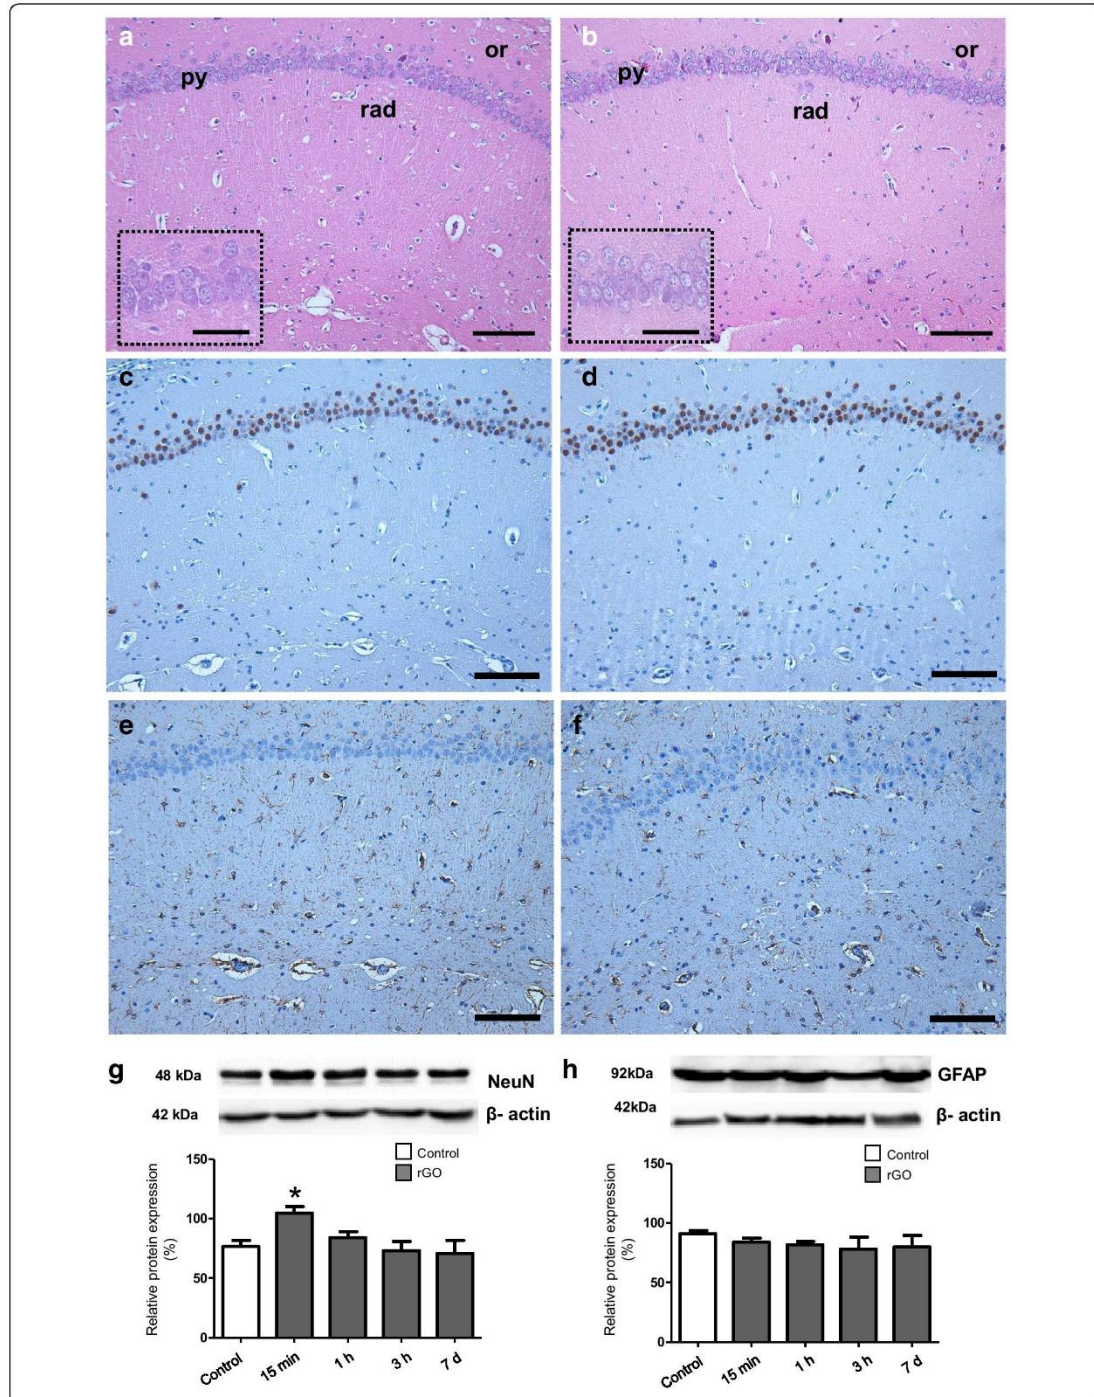 a
or
py
rad
b
or
py
rad
c
d
e
f
g
48 kDa
NeuN
42 kDa
β- actin
Control
rGO
Relative protein expression (%)
150
100
50
0
*
Control
15 min
1 h
3 h
7 d
h
92kDa
GFAP
42kDa
β- actin
Control
rGO
Relative protein expression (%)
150
100
50
0
Control
15 min
1 h
3 h
7 d